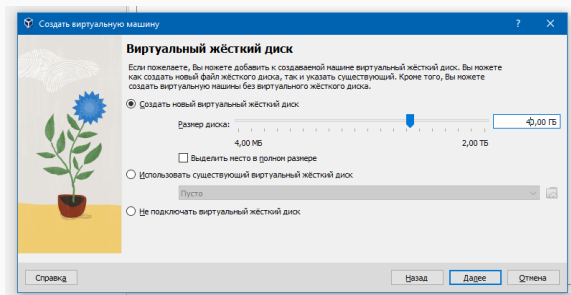 Создать виртуальную машину
Виртуальный жёсткий диск
Если пожелаете, Вы можете добавить к создаваемой машине виртуальный жёсткий диск. Вы можете
как создать новый файл жёсткого диска, так и указать существующий. Кроме того, Вы можете
создать виртуальную машину без виртуального жёсткого диска.
Создать новый виртуальный жёсткий диск
Размер диска:
40,00 ГБ
4,00 МБ 2,00 ТБ
Выделить место в полном размере
Использовать существующий виртуальный жёсткий диск
Пусто
Не подключать виртуальный жёсткий диск
Справка Назад Далее Отмена